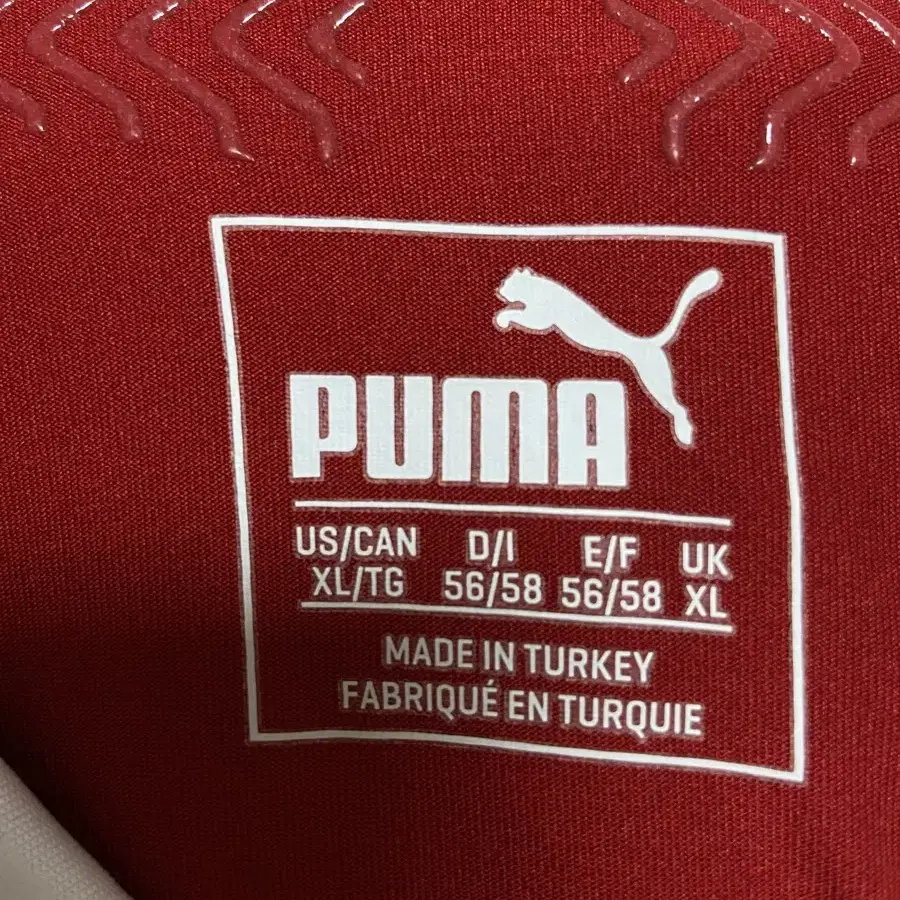 PUMA
US/CAN D/I E/F UK
XL/TG 56/58 56/58 XL
MADE IN TURKEY
FABRIQUÉ EN TURQUIE